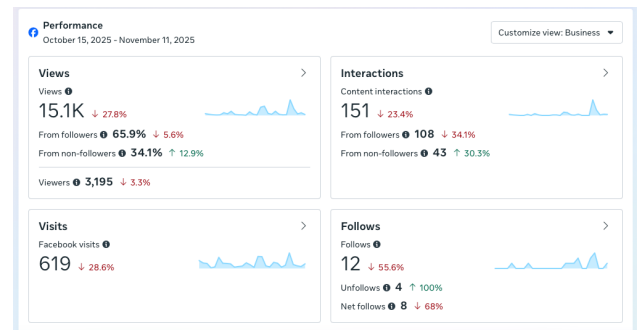 Performance
October 15, 2025 - November 11, 2025
Customize view: Business
Views
Views
15.1K ↓ 27.8%
From followers 65.9% ↓ 5.6%
From non-followers 34.1% ↑ 12.9%
Viewers 3,195 ↓ 3.3%
Interactions
Content interactions
151 ↓ 23.4%
From followers 108 ↓ 34.1%
From non-followers 43 ↑ 30.3%
Visits
Facebook visits
619 ↓ 28.6%
Follows
Follows
12 ↓ 55.6%
Unfollows 4 ↑ 100%
Net follows 8 ↓ 68%